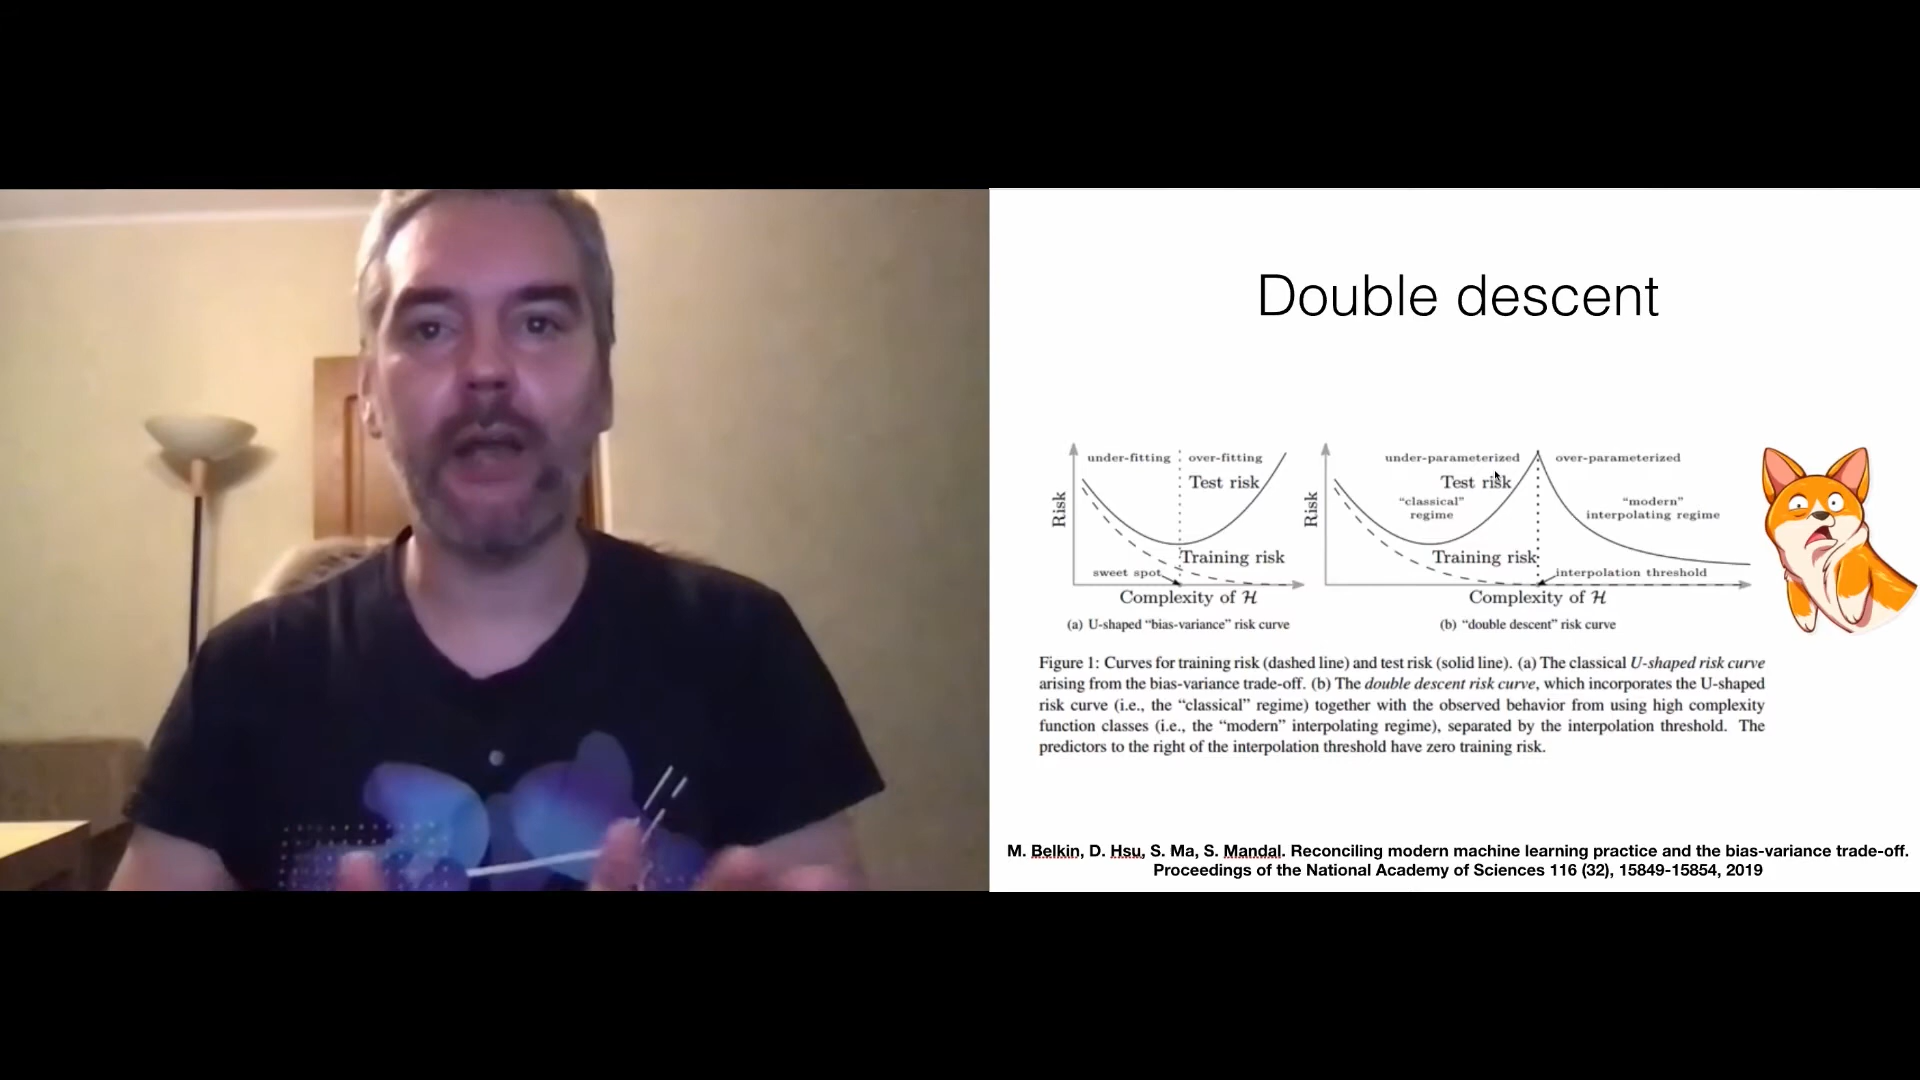 Double descent
under-fitting over-fitting
Test risk
Risk
Training risk
sweet spot
Complexity of ℋ
(a) U-shaped “bias-variance” risk curve
under-parameterized over-parameterized
Test risk
“classical”
regime
“modern”
interpolating regime
Risk
Training risk
interpolation threshold
Complexity of ℋ
(b) “double descent” risk curve
Figure 1: Curves for training risk (dashed line) and test risk (solid line). (a) The classical U-shaped risk curve
arising from the bias-variance trade-off. (b) The double descent risk curve, which incorporates the U-shaped
risk curve (i.e., the “classical” regime) together with the observed behavior from using high complexity
function classes (i.e., the “modern” interpolating regime), separated by the interpolation threshold. The
predictors to the right of the interpolation threshold have zero training risk.
M. Belkin, D. Hsu, S. Ma, S. Mandal. Reconciling modern machine learning practice and the bias-variance trade-off.
Proceedings of the National Academy of Sciences 116 (32), 15849-15854, 2019